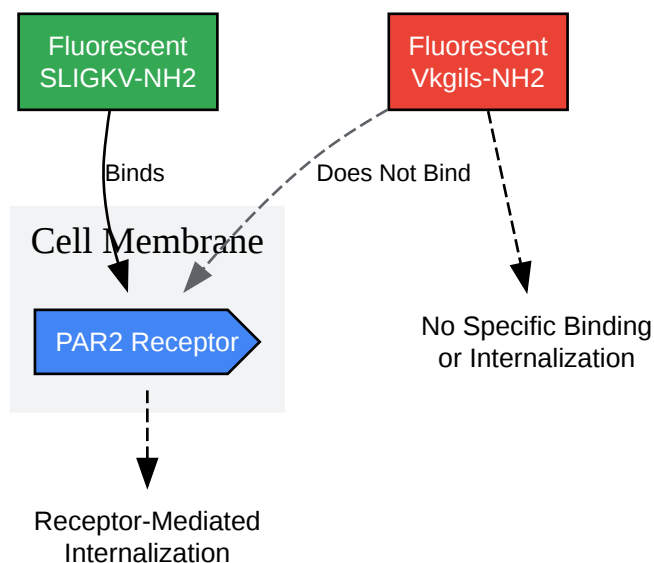 Fluorescent
SLIGKV-NH2
Fluorescent
Vkgils-NH2
Binds
Does Not Bind
Cell Membrane
PAR2 Receptor
No Specific Binding
or Internalization
Receptor-Mediated
Internalization